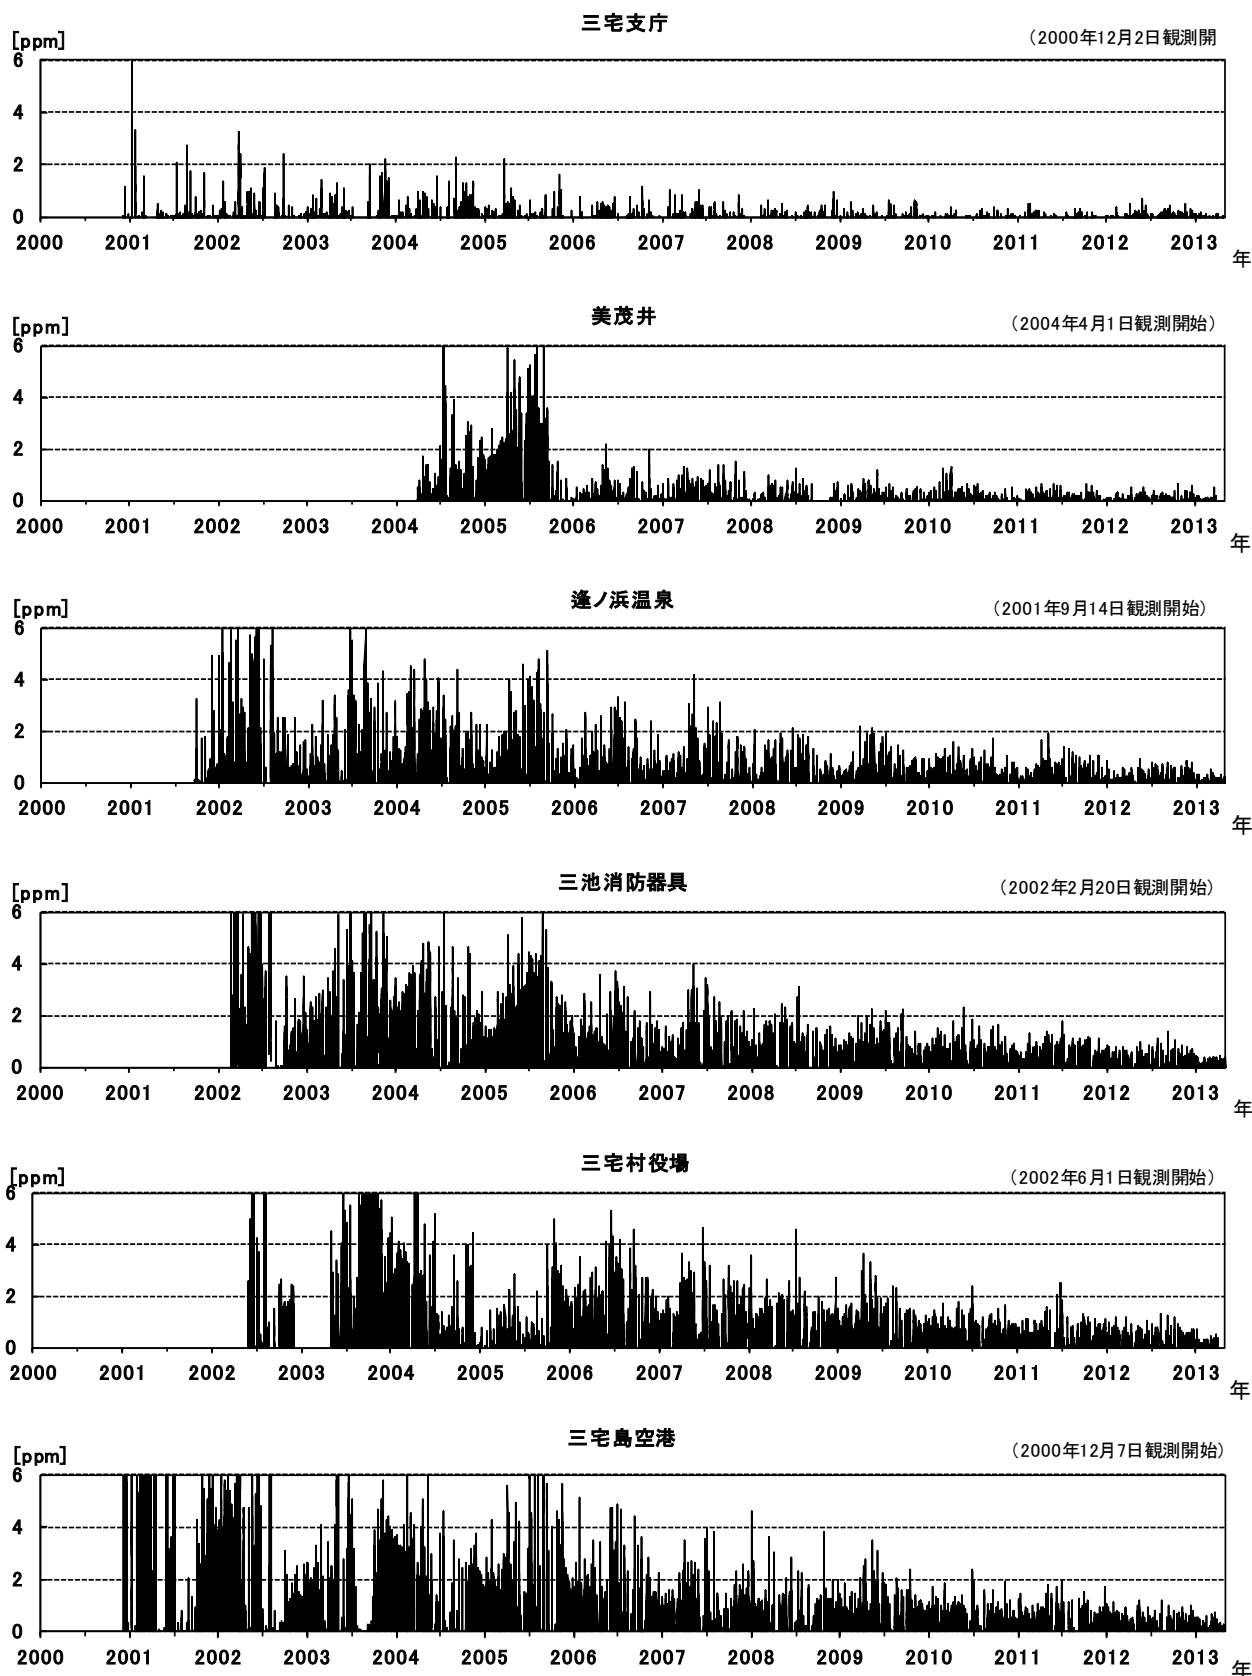 三宅支庁
[ppm]
（2000年12月2日観測開
6
4
2
0
2000 2001 2002 2003 2004 2005 2006 2007 2008 2009 2010 2011 2012 2013
年
美茂井
[ppm]
（2004年4月1日観測開始）
6
4
2
0
2000 2001 2002 2003 2004 2005 2006 2007 2008 2009 2010 2011 2012 2013
年
逢ノ浜温泉
[ppm]
（2001年9月14日観測開始）
6
4
2
0
2000 2001 2002 2003 2004 2005 2006 2007 2008 2009 2010 2011 2012 2013
年
三池消防器具
[ppm]
（2002年2月20日観測開始）
6
4
2
0
2000 2001 2002 2003 2004 2005 2006 2007 2008 2009 2010 2011 2012 2013
年
三宅村役場
[ppm]
（2002年6月1日観測開始）
6
4
2
0
2000 2001 2002 2003 2004 2005 2006 2007 2008 2009 2010 2011 2012 2013
年
三宅島空港
[ppm]
（2000年12月7日観測開始）
6
4
2
0
2000 2001 2002 2003 2004 2005 2006 2007 2008 2009 2010 2011 2012 2013
年